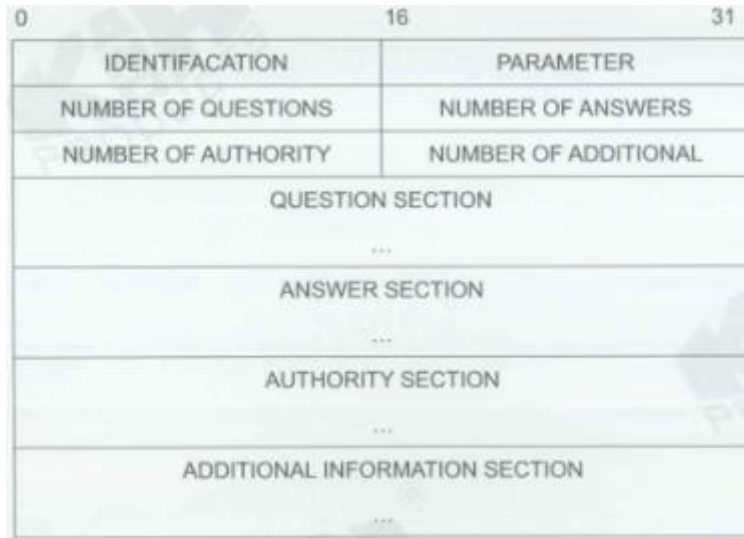 0 16 31
IDENTIFACATION PARAMETER
NUMBER OF QUESTIONS NUMBER OF ANSWERS
NUMBER OF AUTHORITY NUMBER OF ADDITIONAL
QUESTION SECTION
...
ANSWER SECTION
...
AUTHORITY SECTION
...
ADDITIONAL INFORMATION SECTION
...